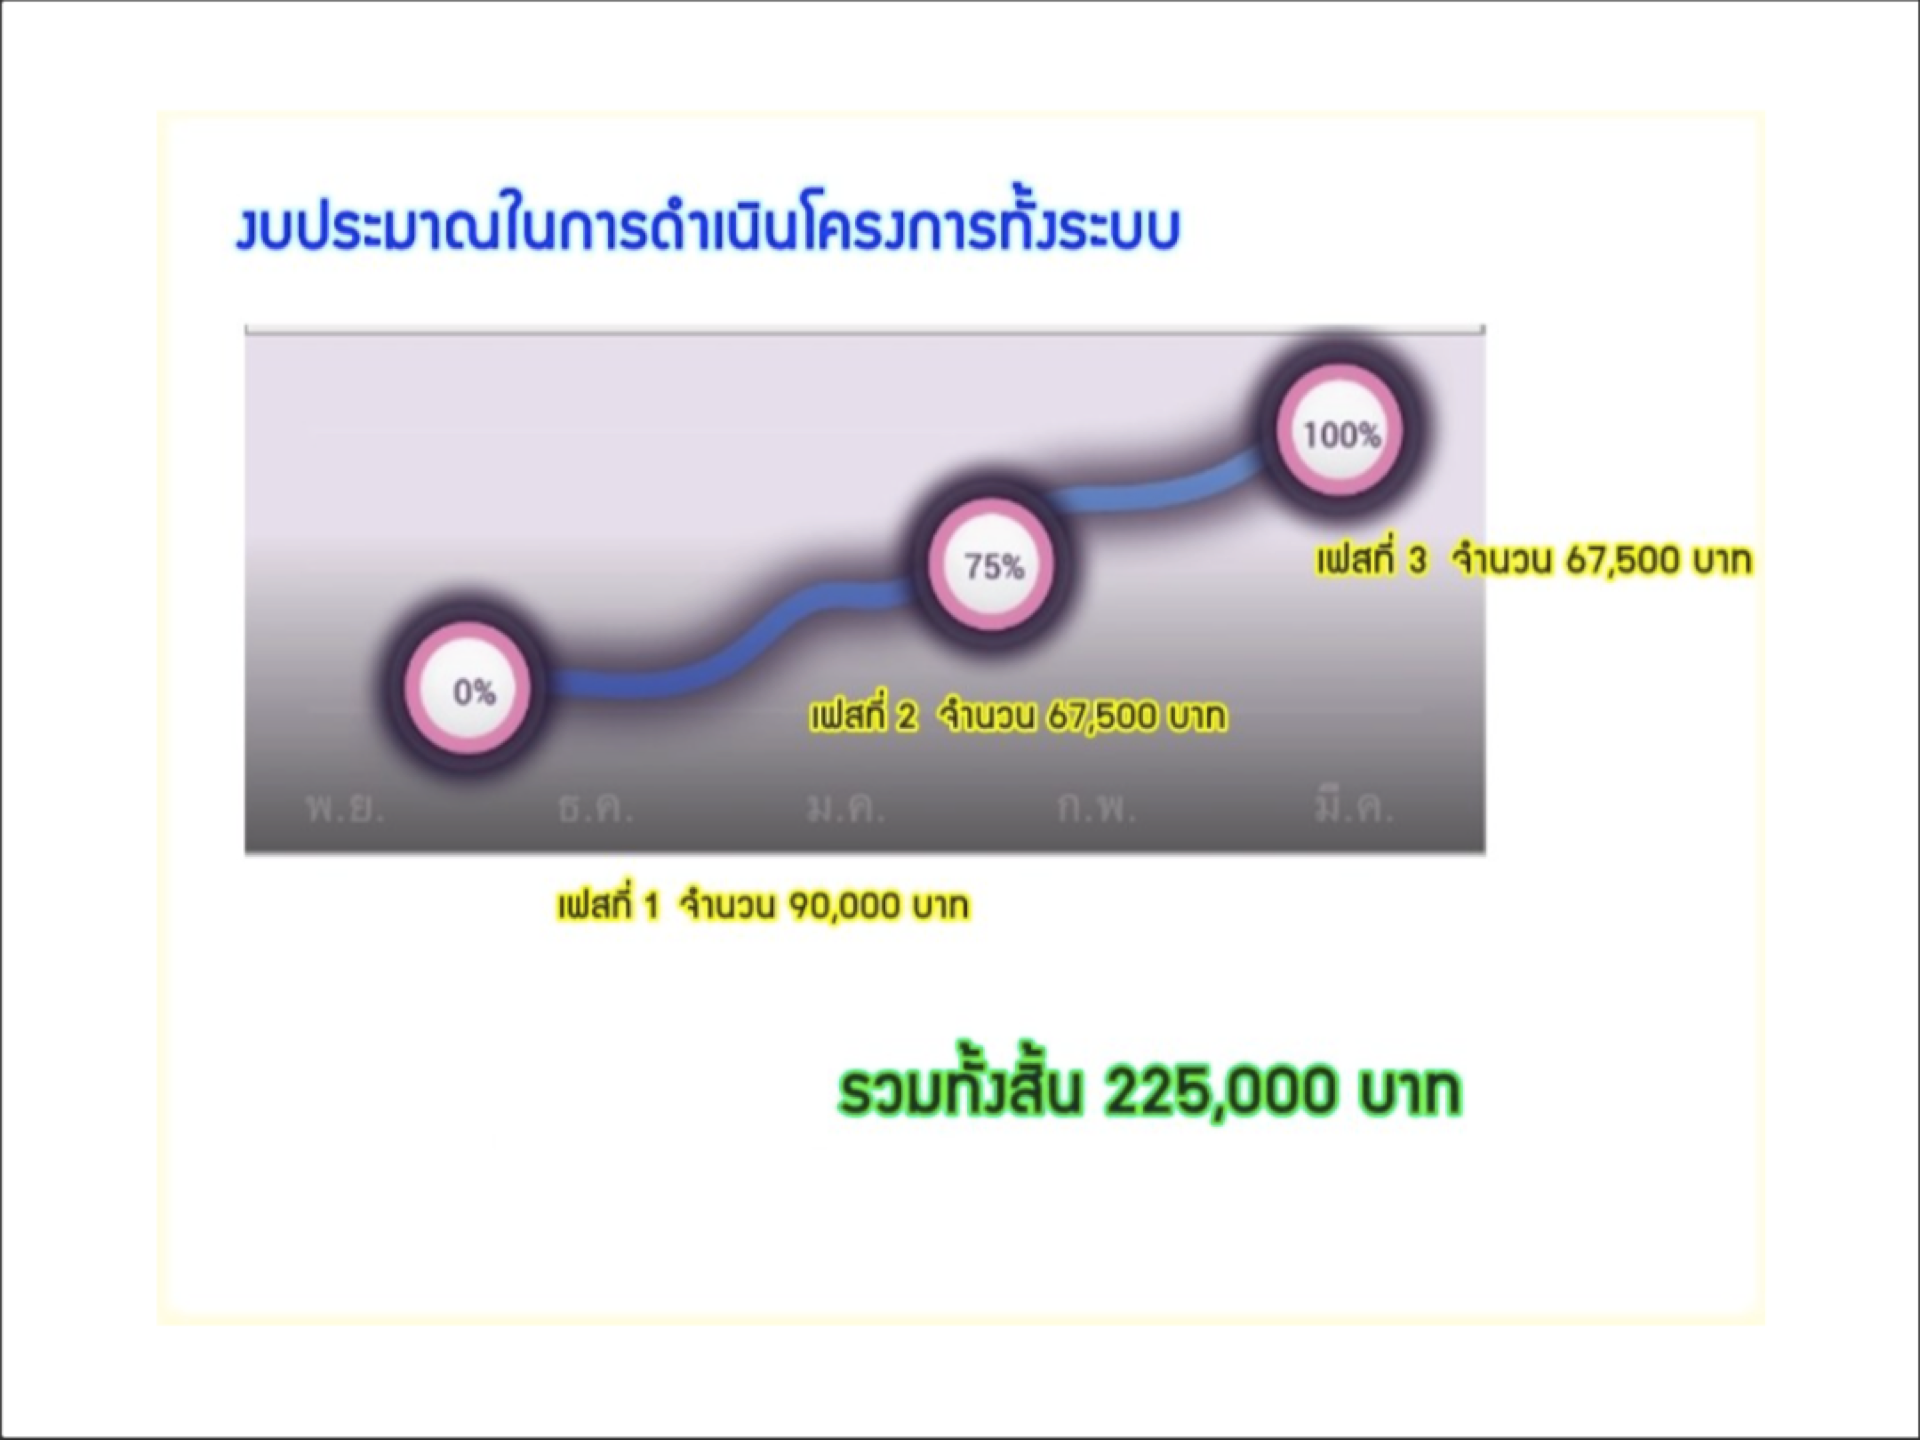 งบประมาณในการดำเนินโครงการทั้งระบบ
100%
75%
0%
เฟสที่ 3 จำนวน 67,500 บาท
เฟสที่ 2 จำนวน 67,500 บาท
พ.ย. ธ.ค. ม.ค. ก.พ. มี.ค.
เฟสที่ 1 จำนวน 90,000 บาท
รวมทั้งสิ้น 225,000 บาท